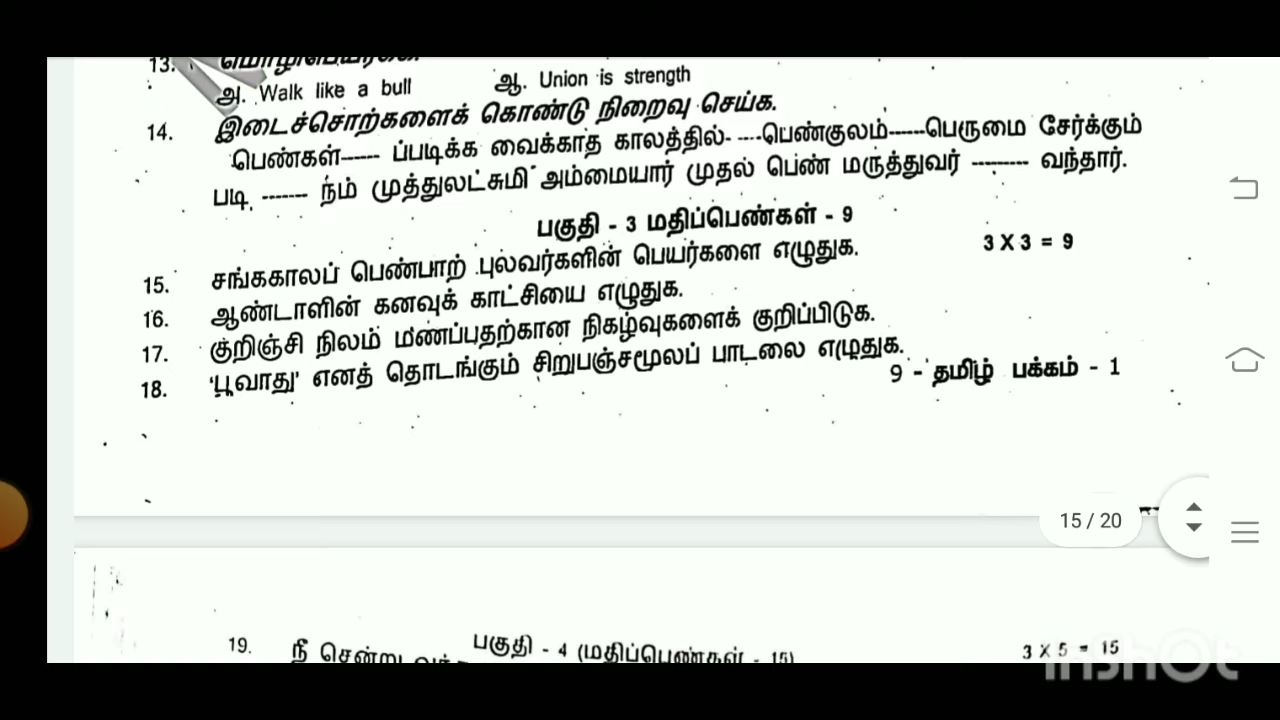 13. மொழிபெயர்க்க.
அ. Walk like a bull ஆ. Union is strength
14. இடைச்சொற்களைக் கொண்டு நிறைவு செய்க.
பெண்கள்------ ப்படிக்க வைக்காத காலத்தில்- ----பெண்குலம்------பெருமை சேர்க்கும்
படி, ------- நம் முத்துலட்சுமி அம்மையார் முதல் பெண் மருத்துவர் --------- வந்தார்.
பகுதி - 3 மதிப்பெண்கள் - 9
3 X 3 = 9
15. சங்ககாலப் பெண்பாற் புலவர்களின் பெயர்களை எழுதுக.
16. ஆண்டாளின் கனவுக் காட்சியை எழுதுக.
17. குறிஞ்சி நிலம் மணப்பதற்கான நிகழ்வுகளைக் குறிப்பிடுக.
18. 'பூவாது' எனத் தொடங்கும் சிறுபஞ்சமூலப் பாடலை எழுதுக.
9 - தமிழ் பக்கம் - 1
15 / 20
பகுதி - 4 (மதிப்பெண்கள் - 15)
3 X 5 = 15
19. நீ சென்று
InShOt